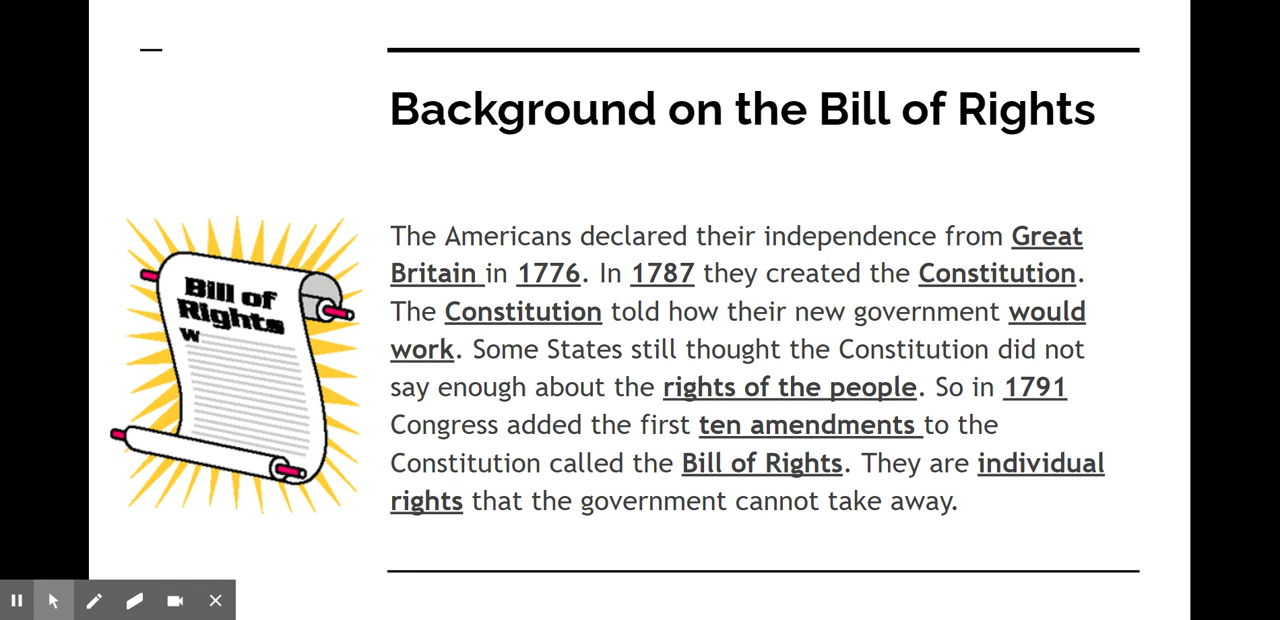 Background on the Bill of Rights
Bill of
Rights
W
The Americans declared their independence from Great
Britain in 1776. In 1787 they created the Constitution.
The Constitution told how their new government would
work. Some States still thought the Constitution did not
say enough about the rights of the people. So in 1791
Congress added the first ten amendments to the
Constitution called the Bill of Rights. They are individual
rights that the government cannot take away.